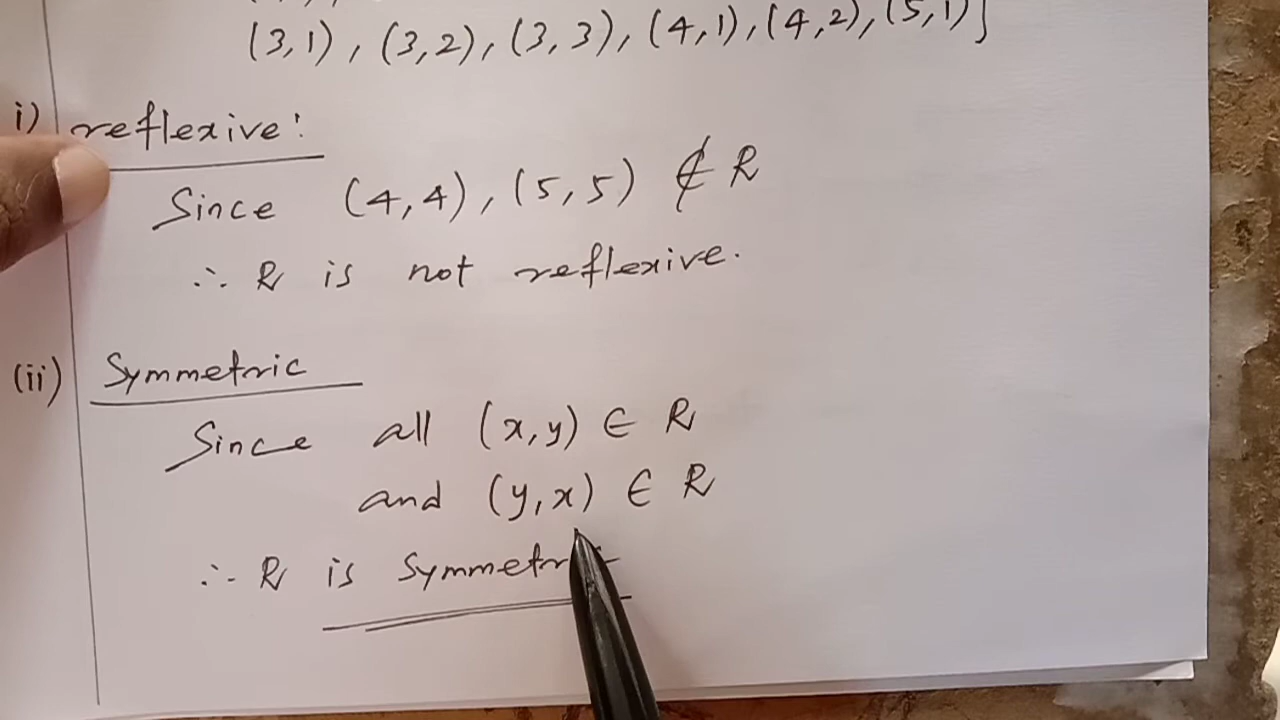 (3,1), (3,2), (3,3), (4,1), (4,2), (5,1)}
i) reflexive:
Since (4,4), (5,5) ∉ R
∴ R is not reflexive.
(ii) Symmetric
Since all (x,y) ∈ R
and (y,x) ∈ R
∴ R is symmetric